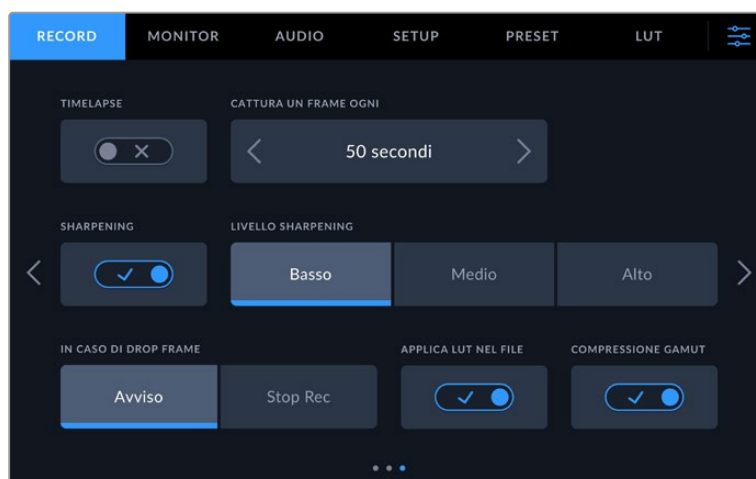 RECORD MONITOR AUDIO SETUP PRESET LUT
TIMELAPSE CATTURA UN FRAME OGNI
50 secondi
SHARPENING LIVELLO SHARPENING
Basso Medio Alto
IN CASO DI DROP FRAME APPLICA LUT NEL FILE COMPRESSIONE GAMUT
Avviso Stop Rec